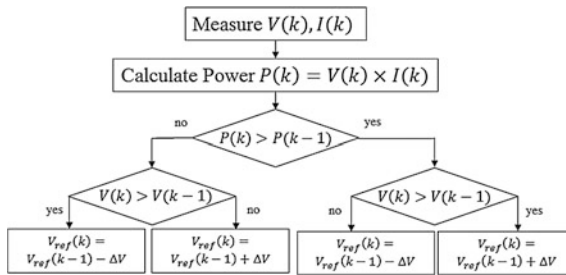 Measure V(k), I(k)
Calculate Power P(k) = V(k) × I(k)
no
yes
P(k) > P(k − 1)
V(k) > V(k − 1)
V(k) > V(k − 1)
yes
no
no
yes
V_ref(k) =
V_ref(k − 1) − ΔV
V_ref(k) =
V_ref(k − 1) + ΔV
V_ref(k) =
V_ref(k − 1) − ΔV
V_ref(k) =
V_ref(k − 1) + ΔV